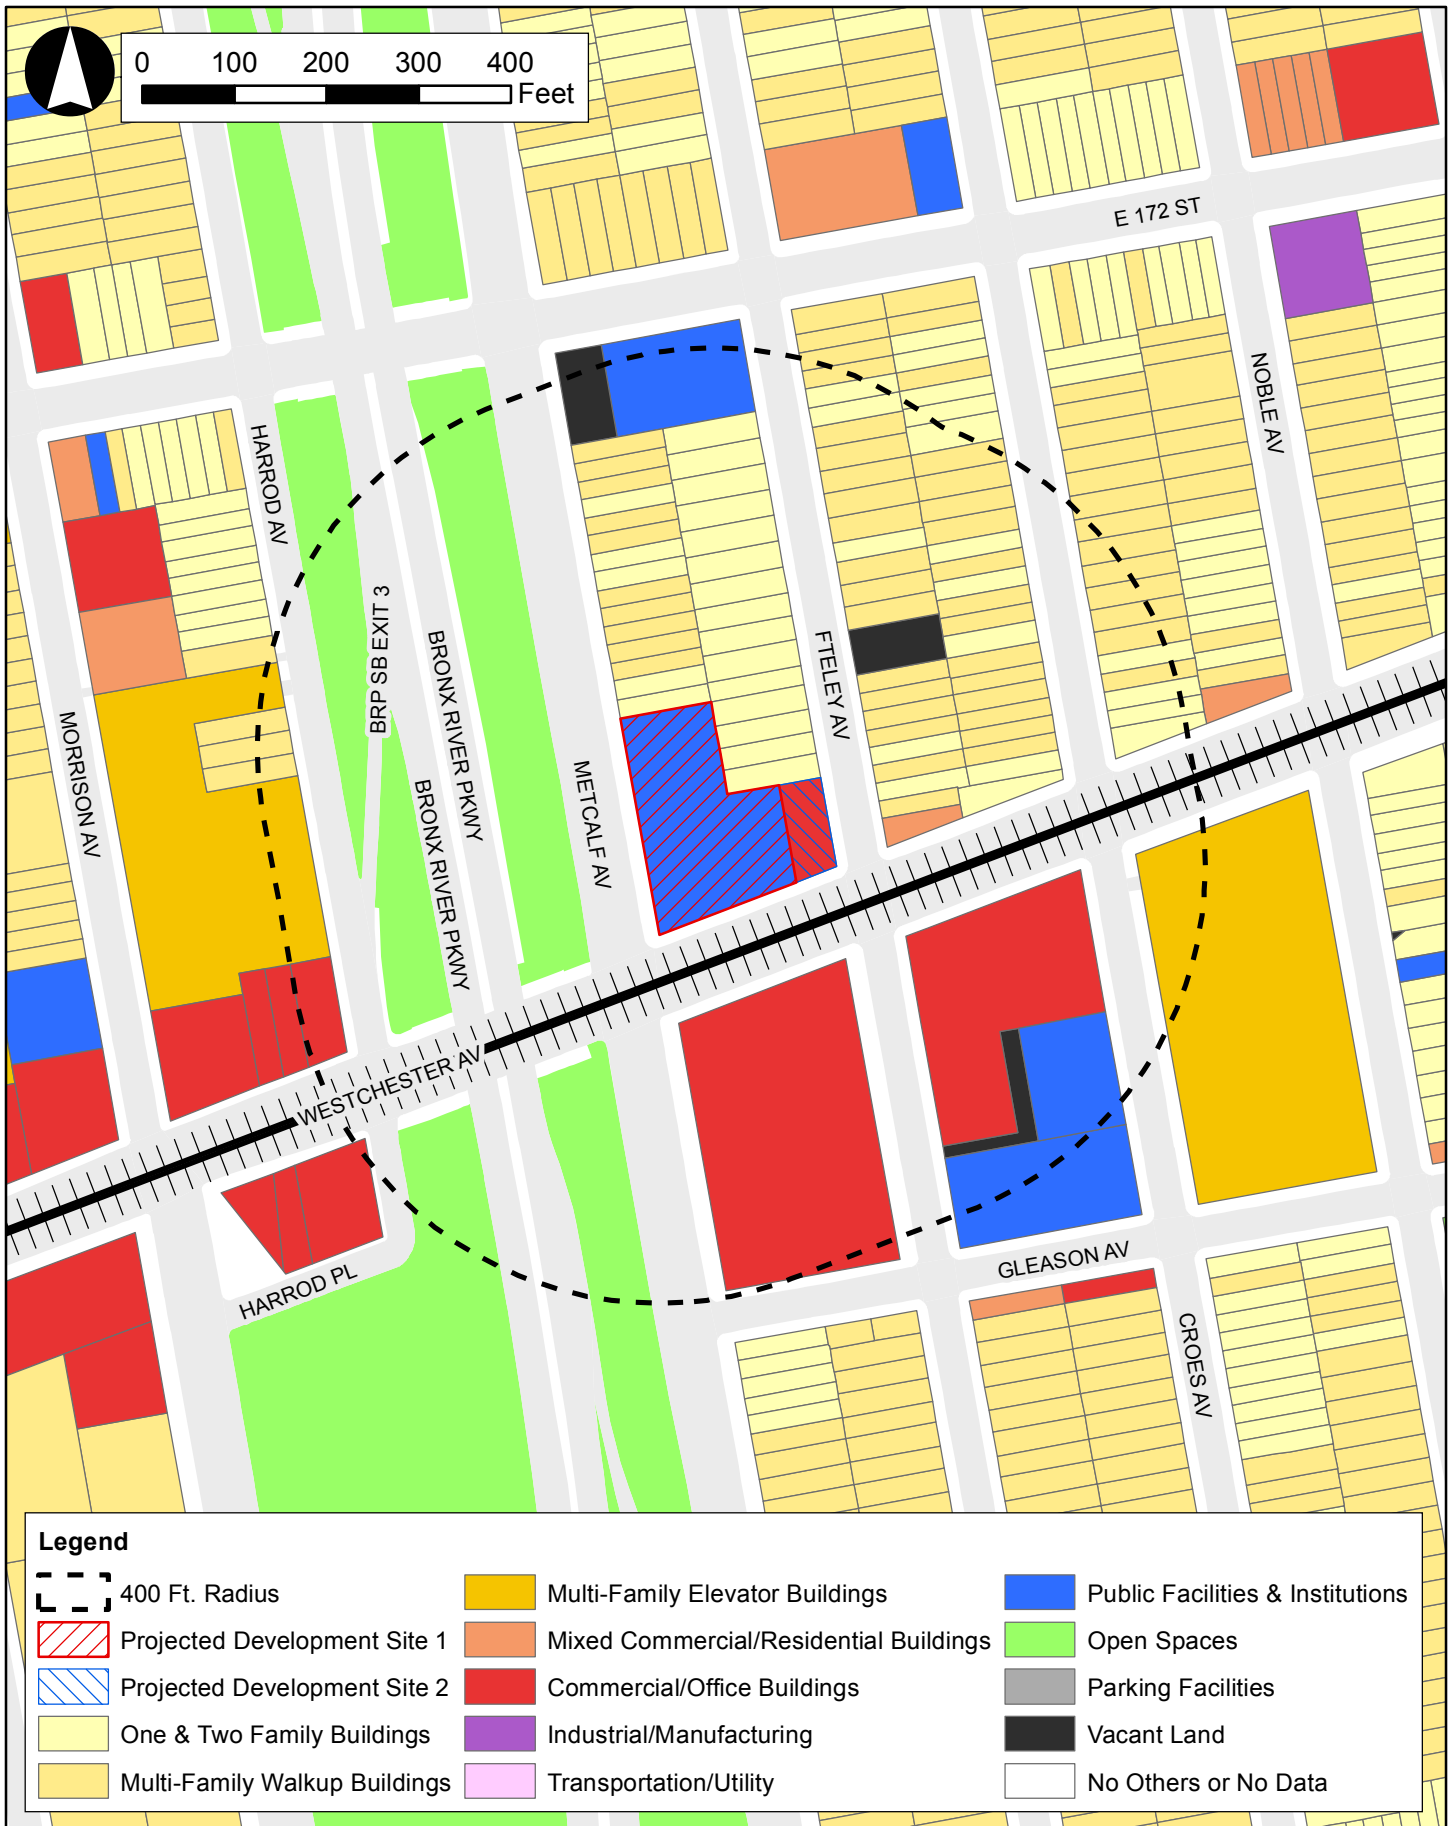 0 100 200 300 400
Feet
E 172 ST
NOBLE AV
HARROD AV
BRP SB EXIT 3
BRONX RIVER PKWY
FTELEY AV
MORRISON AV
METCALF AV
BRONX RIVER PKWY
WESTCHESTER AV
GLEASON AV
HARROD PL
CROES AV
Legend
400 Ft. Radius
Projected Development Site 1
Projected Development Site 2
One & Two Family Buildings
Multi-Family Walkup Buildings
Multi-Family Elevator Buildings
Mixed Commercial/Residential Buildings
Commercial/Office Buildings
Industrial/Manufacturing
Transportation/Utility
Public Facilities & Institutions
Open Spaces
Parking Facilities
Vacant Land
No Others or No Data